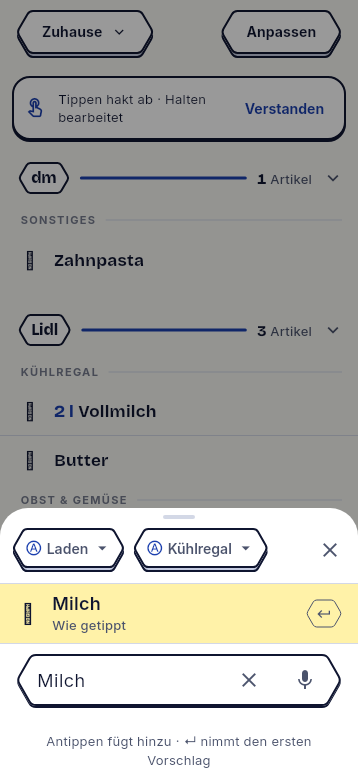 Zuhause
Anpassen
Tippen hakt ab · Halten
bearbeitet
Verstanden
dm
1 Artikel
SONSTIGES
Zahnpasta
Lidl
3 Artikel
KÜHLREGAL
2 l Vollmilch
Butter
OBST & GEMÜSE
A Laden
A Kühlregal
Milch
Wie getippt
Milch
Antippen fügt hinzu · ↵ nimmt den ersten
Vorschlag